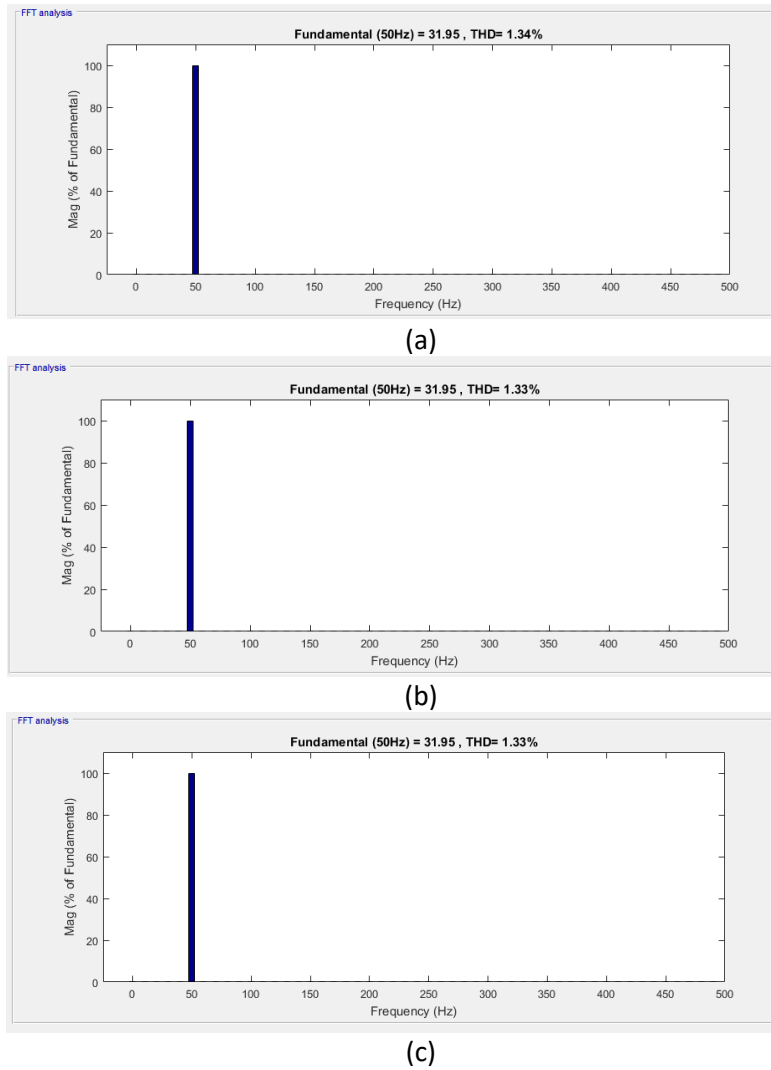 FFT analysis
Fundamental (50Hz) = 31.95 , THD= 1.34%
Mag (% of Fundamental)
100
80
60
40
20
0
0 50 100 150 200 250 300 350 400 450 500
Frequency (Hz)
(a)
FFT analysis
Fundamental (50Hz) = 31.95 , THD= 1.33%
Mag (% of Fundamental)
100
80
60
40
20
0
0 50 100 150 200 250 300 350 400 450 500
Frequency (Hz)
(b)
FFT analysis
Fundamental (50Hz) = 31.95 , THD= 1.33%
Mag (% of Fundamental)
100
80
60
40
20
0
0 50 100 150 200 250 300 350 400 450 500
Frequency (Hz)
(c)